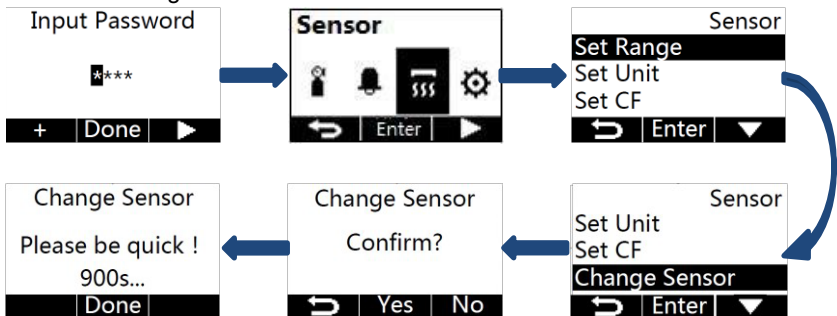 Input Password
****
+ Done
Sensor
Enter
Sensor
Set Range
Set Unit
Set CF
Enter
Sensor
Set Unit
Set CF
Change Sensor
Enter
Change Sensor
Confirm?
Yes No
Change Sensor
Please be quick !
900s...
Done